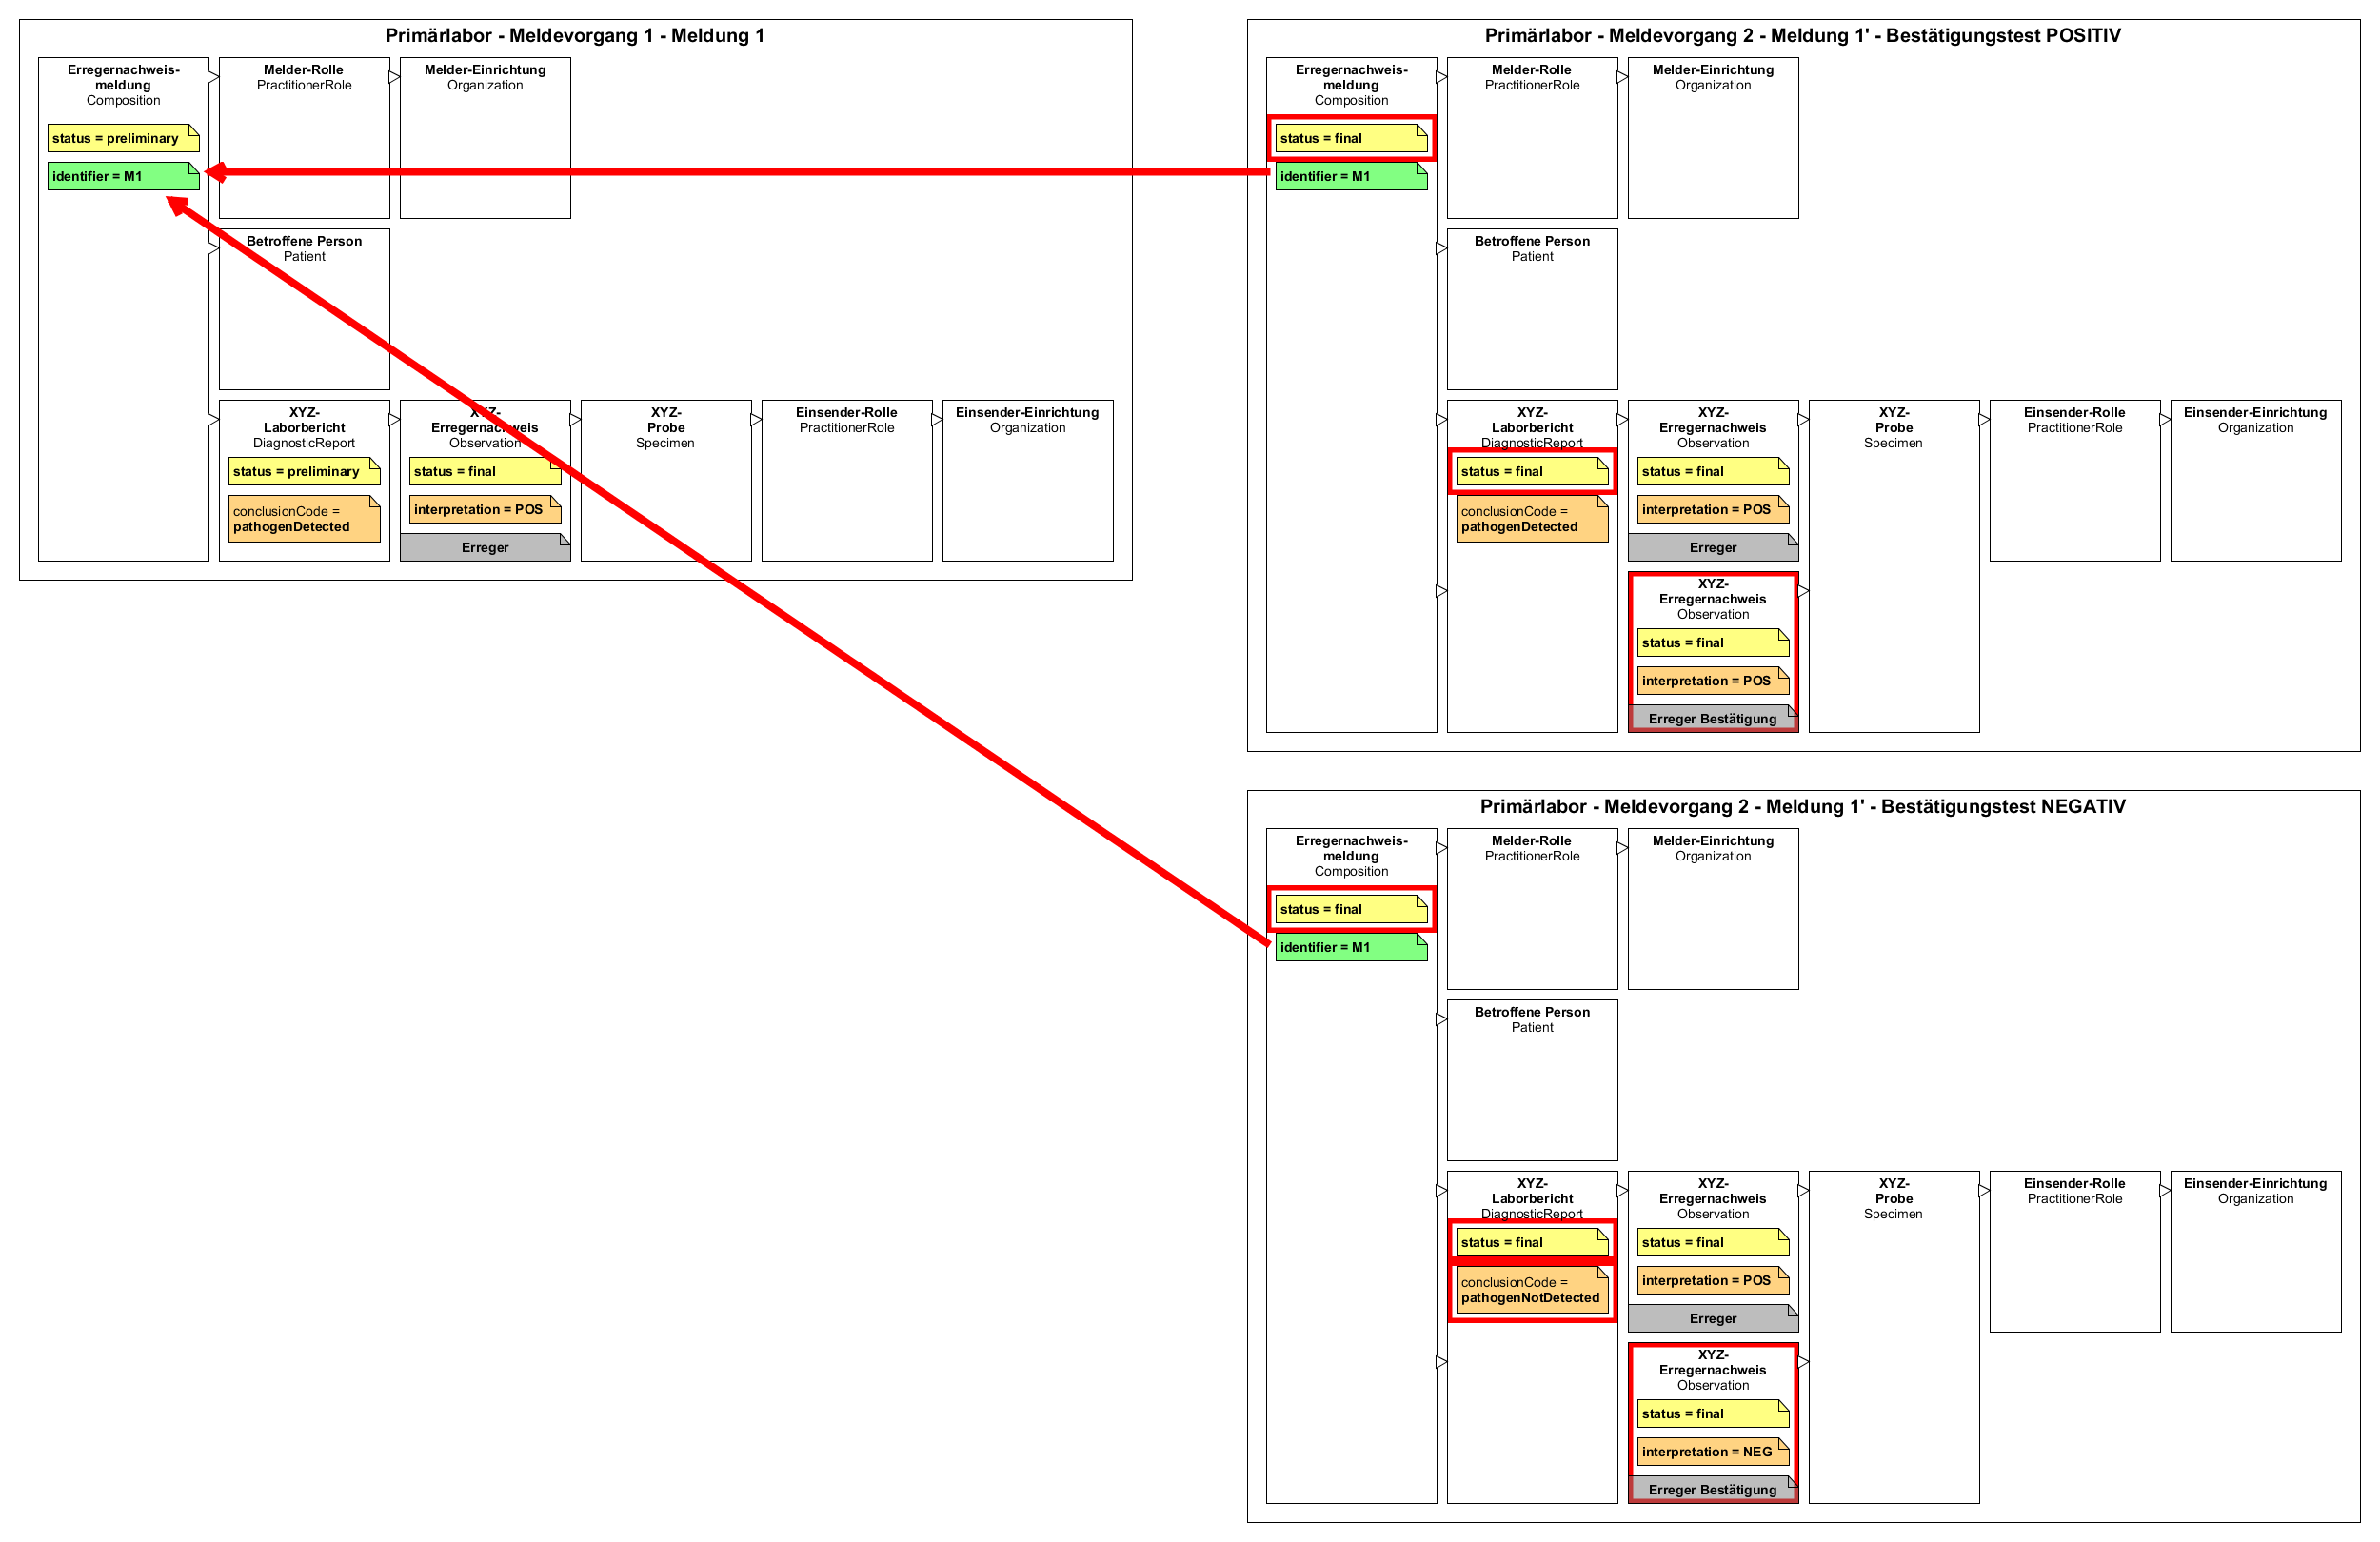 Primärlabor - Meldevorgang 1 - Meldung 1
Erregernachweis-
meldung
Composition
status = preliminary
identifier = M1
Melder-Rolle
PractitionerRole
Melder-Einrichtung
Organization
Betroffene Person
Patient
XYZ-
Laborbericht
DiagnosticReport
status = preliminary
conclusionCode =
pathogenDetected
XYZ-
Erregernachweis
Observation
status = final
interpretation = POS
Erreger
XYZ-
Probe
Specimen
Einsender-Rolle
PractitionerRole
Einsender-Einrichtung
Organization
Primärlabor - Meldevorgang 2 - Meldung 1' - Bestätigungstest POSITIV
Erregernachweis-
meldung
Composition
status = final
identifier = M1
Melder-Rolle
PractitionerRole
Melder-Einrichtung
Organization
Betroffene Person
Patient
XYZ-
Laborbericht
DiagnosticReport
status = final
conclusionCode =
pathogenDetected
XYZ-
Erregernachweis
Observation
status = final
interpretation = POS
Erreger
XYZ-
Erregernachweis
Observation
status = final
interpretation = POS
Erreger Bestätigung
XYZ-
Probe
Specimen
Einsender-Rolle
PractitionerRole
Einsender-Einrichtung
Organization
Primärlabor - Meldevorgang 2 - Meldung 1' - Bestätigungstest NEGATIV
Erregernachweis-
meldung
Composition
status = final
identifier = M1
Melder-Rolle
PractitionerRole
Melder-Einrichtung
Organization
Betroffene Person
Patient
XYZ-
Laborbericht
DiagnosticReport
status = final
conclusionCode =
pathogenNotDetected
XYZ-
Erregernachweis
Observation
status = final
interpretation = POS
Erreger
XYZ-
Erregernachweis
Observation
status = final
interpretation = NEG
Erreger Bestätigung
XYZ-
Probe
Specimen
Einsender-Rolle
PractitionerRole
Einsender-Einrichtung
Organization